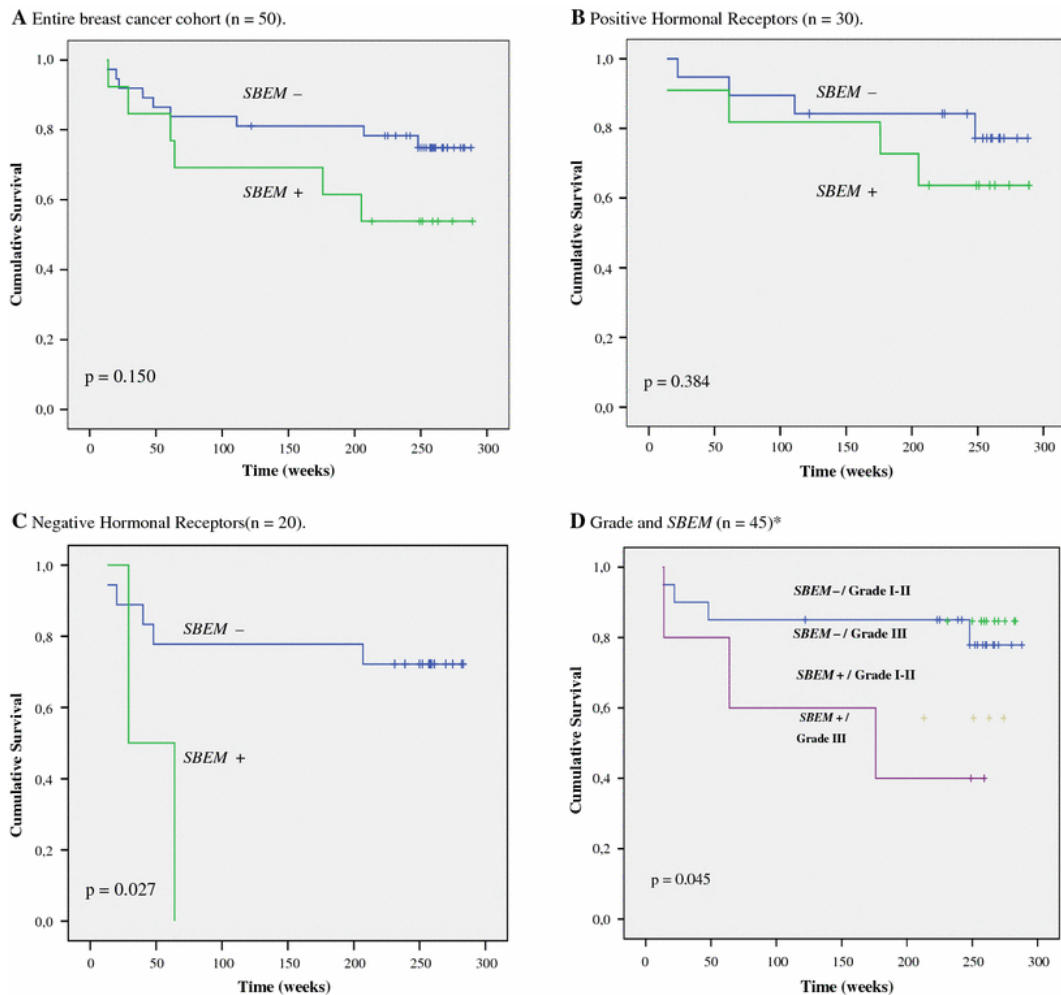 A Entire breast cancer cohort (n = 50).
1,0
0,8
0,6
0,4
0,2
0,0
Cumulative Survival
SBEM –
SBEM +
p = 0.150
0 50 100 150 200 250 300
Time (weeks)
B Positive Hormonal Receptors (n = 30).
1,0
0,8
0,6
0,4
0,2
0,0
Cumulative Survival
SBEM –
SBEM +
p = 0.384
0 50 100 150 200 250 300
Time (weeks)
C Negative Hormonal Receptors(n = 20).
1,0
0,8
0,6
0,4
0,2
0,0
Cumulative Survival
SBEM –
SBEM +
p = 0.027
0 50 100 150 200 250 300
Time (weeks)
D Grade and SBEM (n = 45)*
1,0
0,8
0,6
0,4
0,2
0,0
Cumulative Survival
SBEM – / Grade I-II
SBEM – / Grade III
SBEM + / Grade I-II
SBEM + /
Grade III
p = 0.045
0 50 100 150 200 250 300
Time (weeks)